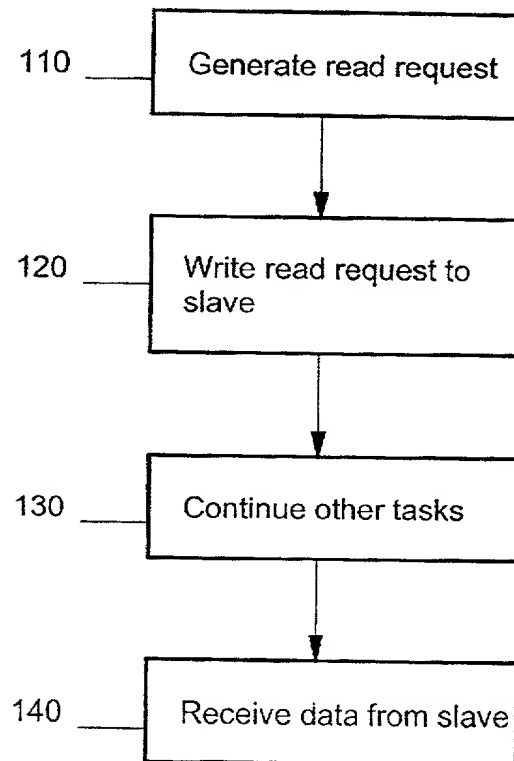 110
Generate read request
120
Write read request to
slave
130
Continue other tasks
140
Receive data from slave